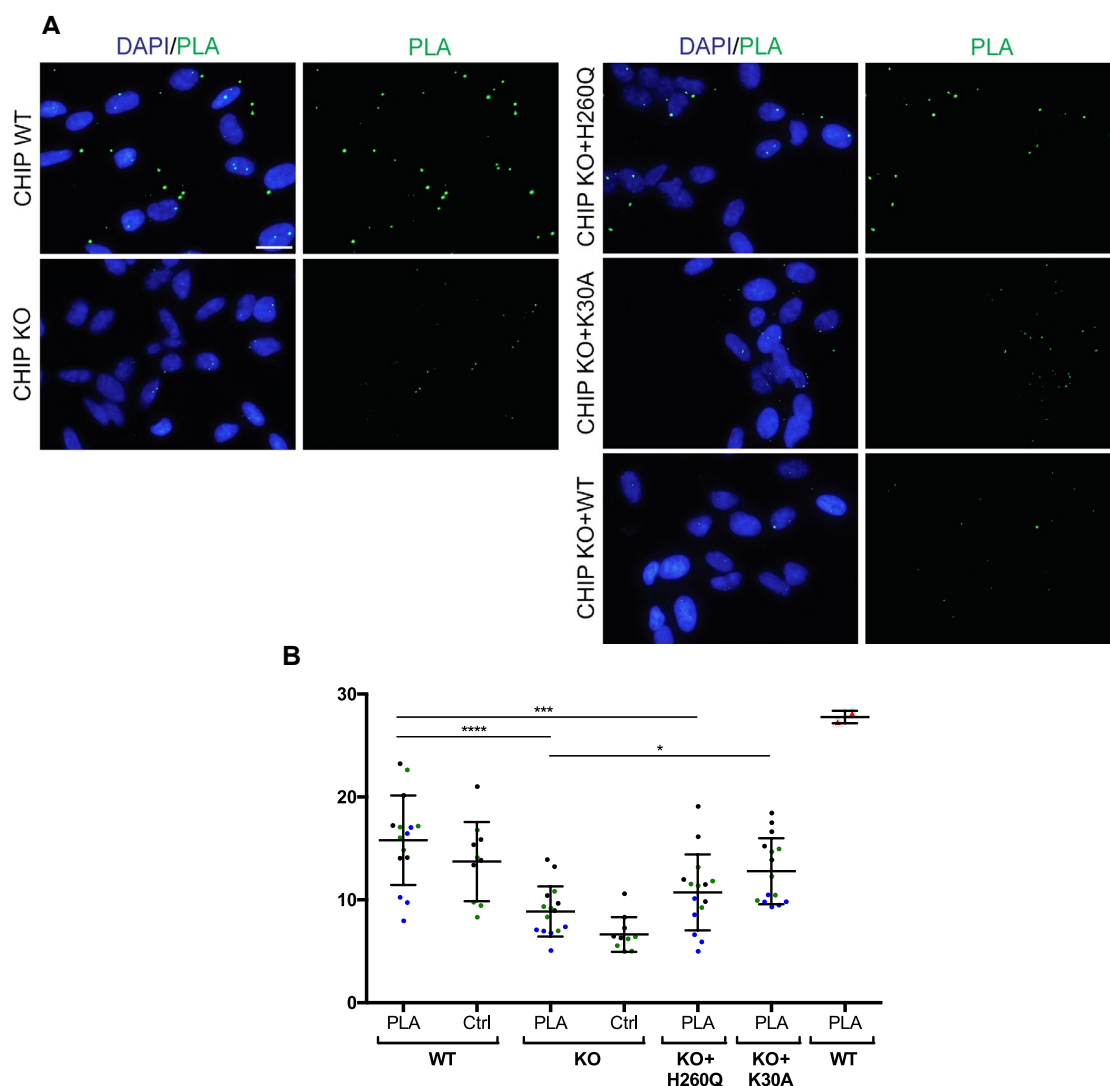 A
DAPI/PLA PLA DAPI/PLA PLA
CHIP WT
CHIP KO
CHIP KO+H260Q
CHIP KO+K30A
CHIP KO+WT
B
30
20
10
0
***
****
*
PLA Ctrl PLA Ctrl PLA PLA PLA
WT KO KO+ KO+ WT
H260Q K30A